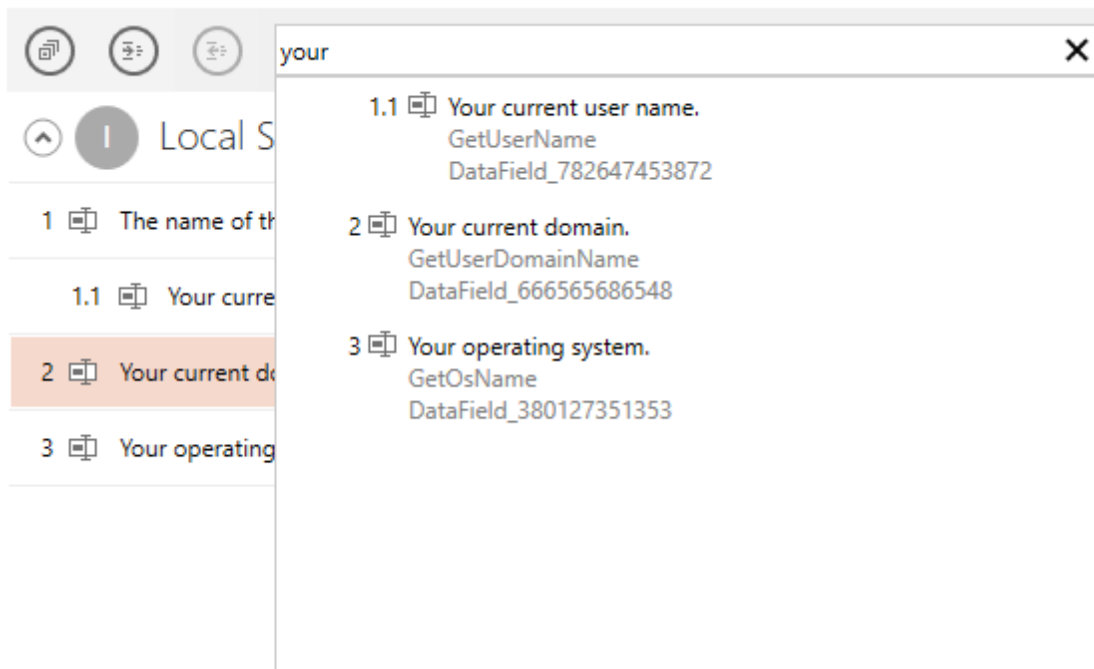 your
1.1 Your current user name.
GetUserName
DataField_782647453872
2 Your current domain.
GetUserDomainName
DataField_666565686548
3 Your operating system.
GetOsName
DataField_380127351353
I Local S
1 The name of th
1.1 Your curre
2 Your current do
3 Your operating